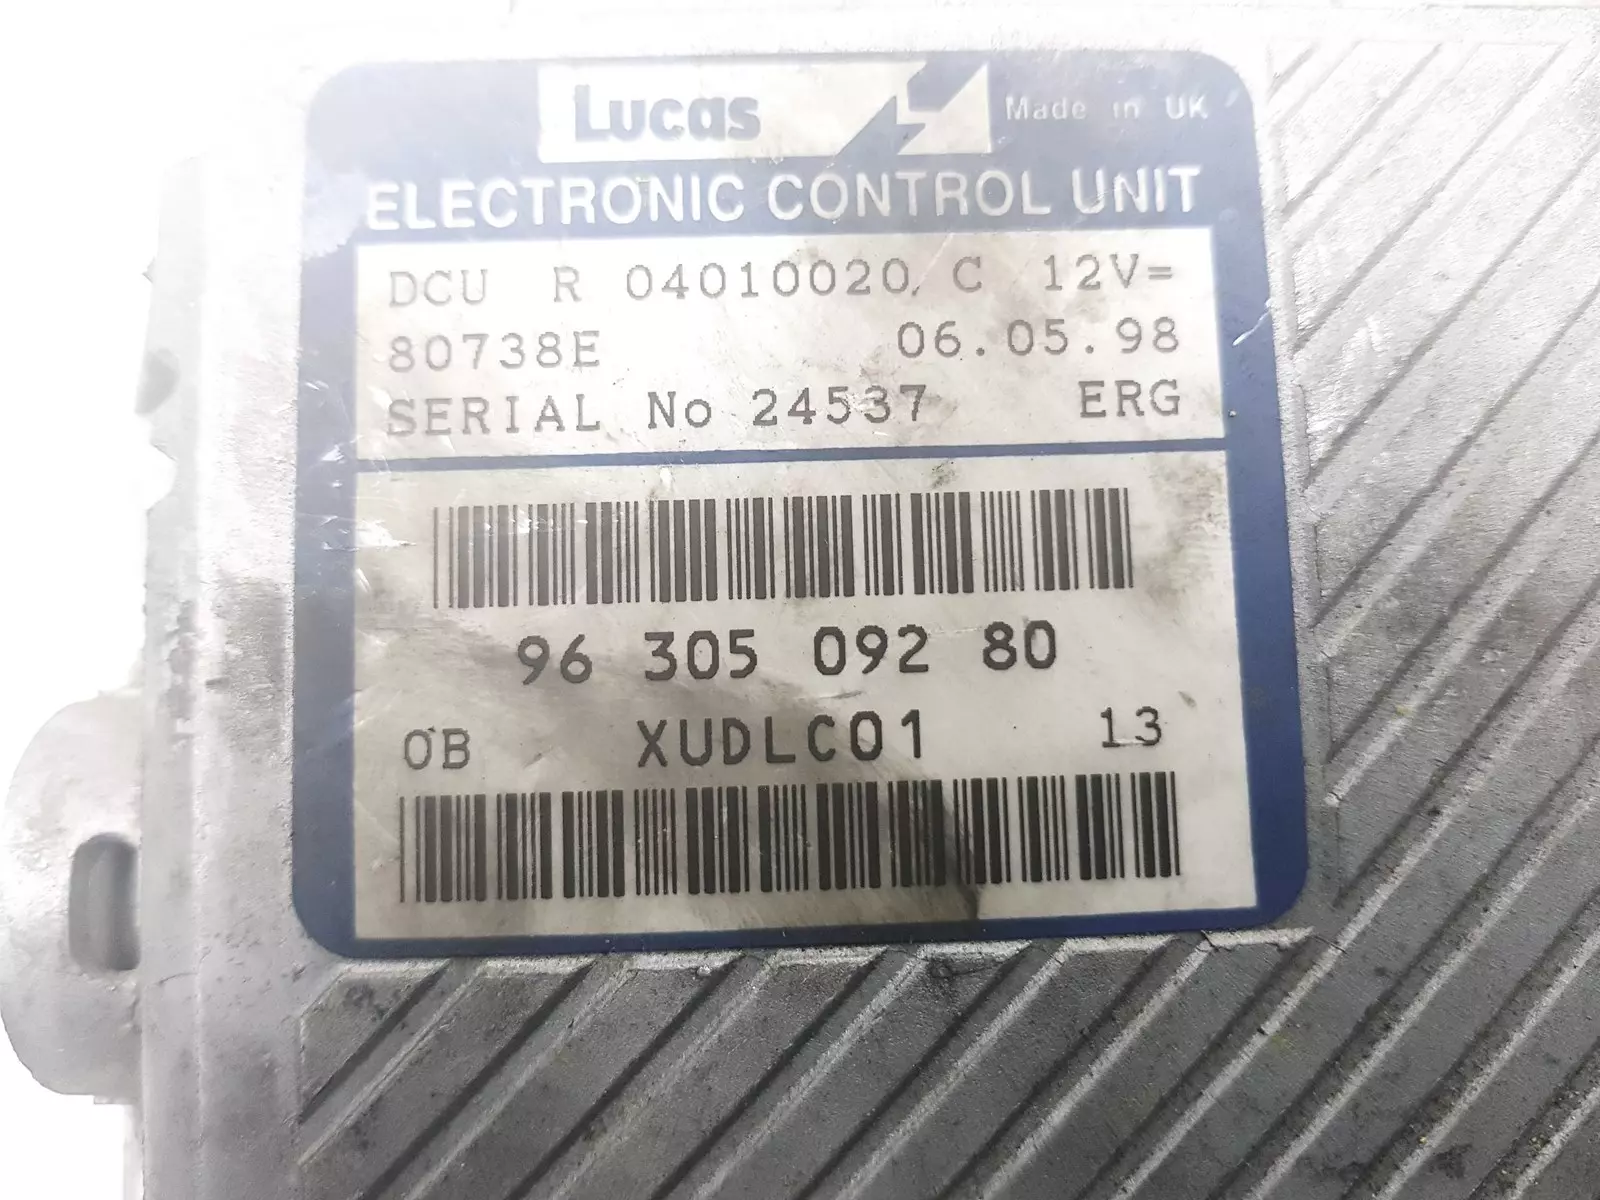 Lucas Made in UK
ELECTRONIC CONTROL UNIT
DCU R 04010020 C 12V=
80738E 06.05.98
SERIAL No 24537 ERG
96 305 092 80
0B XUDLC01 13